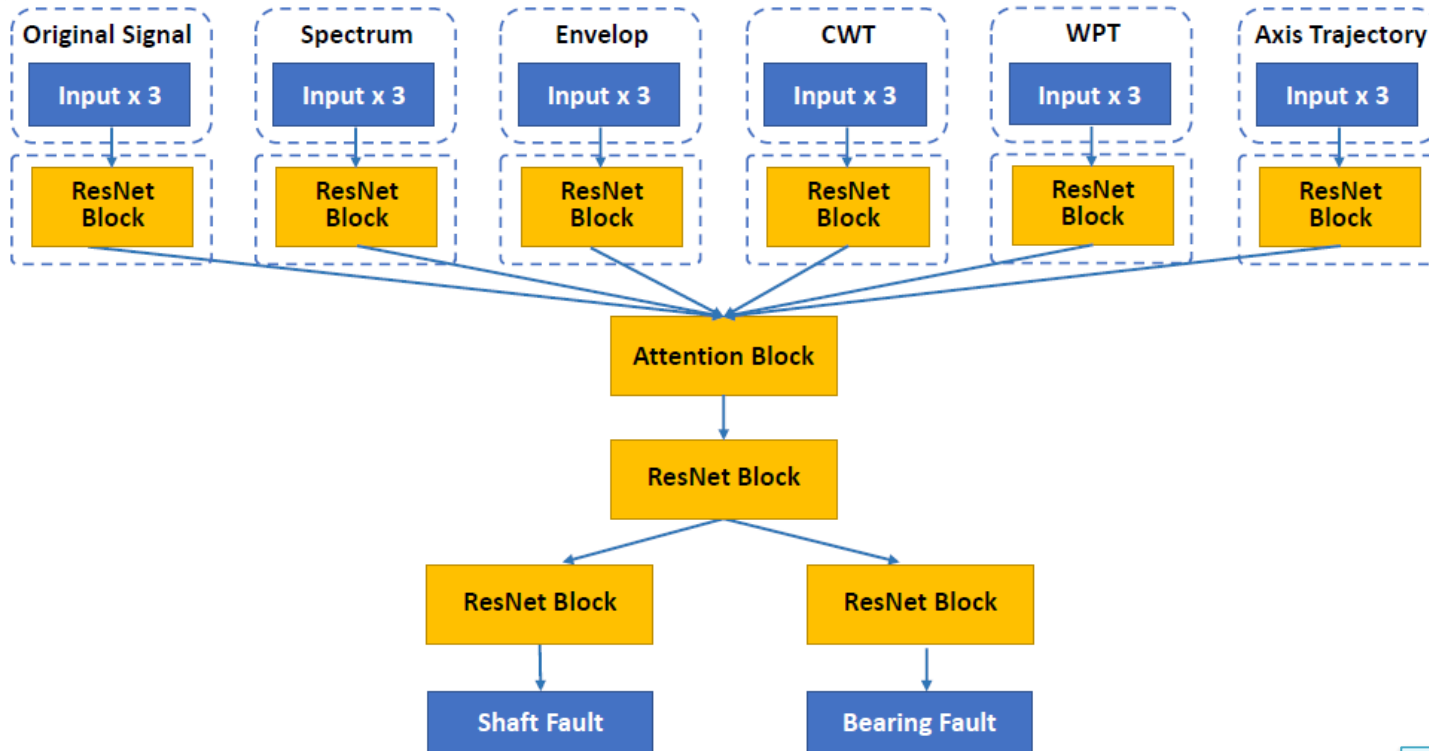 Original Signal
Spectrum
Envelop
CWT
WPT
Axis Trajectory
Input x 3
Input x 3
Input x 3
Input x 3
Input x 3
Input x 3
ResNet
Block
ResNet
Block
ResNet
Block
ResNet
Block
ResNet
Block
ResNet
Block
Attention Block
ResNet Block
ResNet Block
ResNet Block
Shaft Fault
Bearing Fault